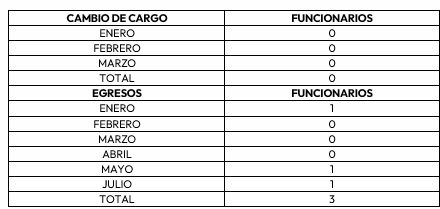 CAMBIO DE CARGO FUNCIONARIOS
ENERO 0
FEBRERO 0
MARZO 0
TOTAL 0
EGRESOS FUNCIONARIOS
ENERO 1
FEBRERO 0
MARZO 0
ABRIL 0
MAYO 1
JULIO 1
TOTAL 3